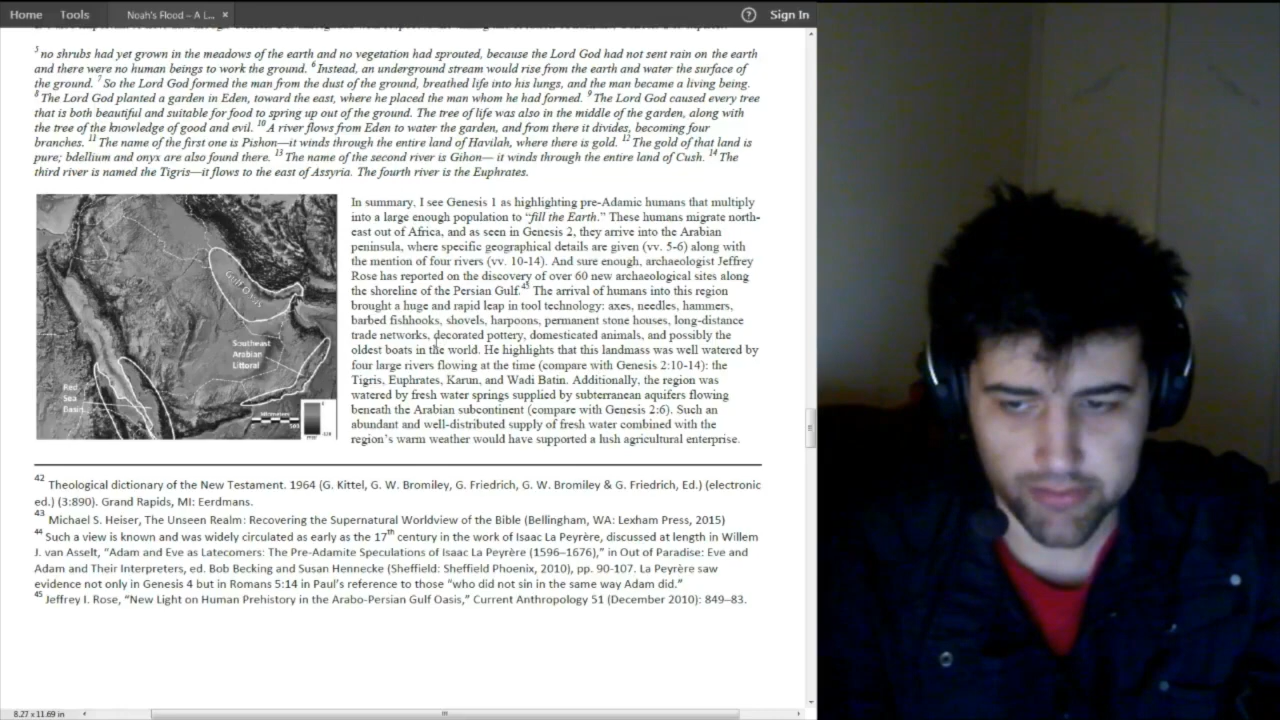 Home Tools Noah's Flood – A L... × ? Sign In
5 no shrubs had yet grown in the meadows of the earth and no vegetation had sprouted, because the Lord God had not sent rain on the earth
and there were no human beings to work the ground. 6 Instead, an underground stream would rise from the earth and water the surface of
the ground. 7 So the Lord God formed the man from the dust of the ground, breathed life into his lungs, and the man became a living being.
8 The Lord God planted a garden in Eden, toward the east, where he placed the man whom he had formed. 9 The Lord God caused every tree
that is both beautiful and suitable for food to spring up out of the ground. The tree of life was also in the middle of the garden, along with
the tree of the knowledge of good and evil. 10 A river flows from Eden to water the garden, and from there it divides, becoming four
branches. 11 The name of the first one is Pishon—it winds through the entire land of Havilah, where there is gold. 12 The gold of that land is
pure; bdellium and onyx are also found there. 13 The name of the second river is Gihon— it winds through the entire land of Cush. 14 The
third river is named the Tigris—it flows to the east of Assyria. The fourth river is the Euphrates.
Gulf Oasis
Southeast
Arabian
Littoral
Red
Sea
Basin
In summary, I see Genesis 1 as highlighting pre-Adamic humans that multiply
into a large enough population to “fill the Earth.” These humans migrate north-
east out of Africa, and as seen in Genesis 2, they arrive into the Arabian
peninsula, where specific geographical details are given (vv. 5-6) along with
the mention of four rivers (vv. 10-14). And sure enough, archaeologist Jeffrey
Rose has reported on the discovery of over 60 new archaeological sites along
the shoreline of the Persian Gulf.45 The arrival of humans into this region
brought a huge and rapid leap in tool technology: axes, needles, hammers,
barbed fishhooks, shovels, harpoons, permanent stone houses, long-distance
trade networks, decorated pottery, domesticated animals, and possibly the
oldest boats in the world. He highlights that this landmass was well watered by
four large rivers flowing at the time (compare with Genesis 2:10-14): the
Tigris, Euphrates, Karun, and Wadi Batin. Additionally, the region was
watered by fresh water springs supplied by subterranean aquifers flowing
beneath the Arabian subcontinent (compare with Genesis 2:6). Such an
abundant and well-distributed supply of fresh water combined with the
region’s warm weather would have supported a lush agricultural enterprise.
42 Theological dictionary of the New Testament. 1964 (G. Kittel, G. W. Bromiley, G. Friedrich, G. W. Bromiley & G. Friedrich, Ed.) (electronic
ed.) (3:890). Grand Rapids, MI: Eerdmans.
43 Michael S. Heiser, The Unseen Realm: Recovering the Supernatural Worldview of the Bible (Bellingham, WA: Lexham Press, 2015)
44 Such a view is known and was widely circulated as early as the 17th century in the work of Isaac La Peyrère, discussed at length in Willem
J. van Asselt, “Adam and Eve as Latecomers: The Pre-Adamite Speculations of Isaac La Peyrère (1596–1676),” in Out of Paradise: Eve and
Adam and Their Interpreters, ed. Bob Becking and Susan Hennecke (Sheffield: Sheffield Phoenix, 2010), pp. 90-107. La Peyrère saw
evidence not only in Genesis 4 but in Romans 5:14 in Paul’s reference to those “who did not sin in the same way Adam did.”
45 Jeffrey I. Rose, “New Light on Human Prehistory in the Arabo-Persian Gulf Oasis,” Current Anthropology 51 (December 2010): 849–83.
8.27 x 11.69 in